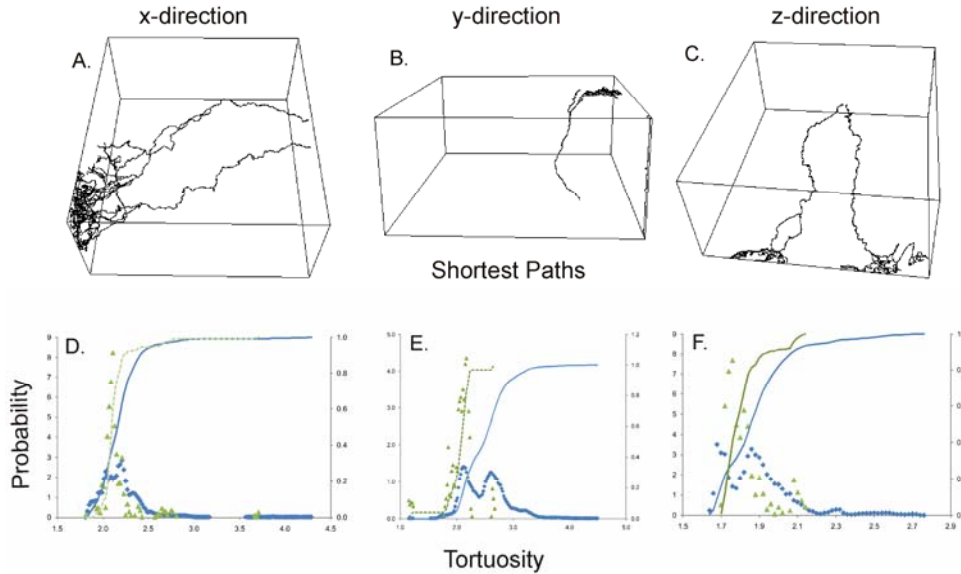 x-direction y-direction z-direction
A. B. C.
Shortest Paths
D. E. F.
Probability
9 8 7 6 5 4 3 2 1 0
1.0 0.8 0.6 0.4 0.2 0.0
1.5 2.0 2.5 3.0 3.5 4.0 4.5
5.0 4.0 3.0 2.0 1.0 0.0
1.2 1.0 0.8 0.6 0.4 0.2 0.0
1.0 2.0 3.0 4.0 5.0
9 8 7 6 5 4 3 2 1 0
1.5 1.7 1.9 2.1 2.3 2.5 2.7 2.9
Tortuosity